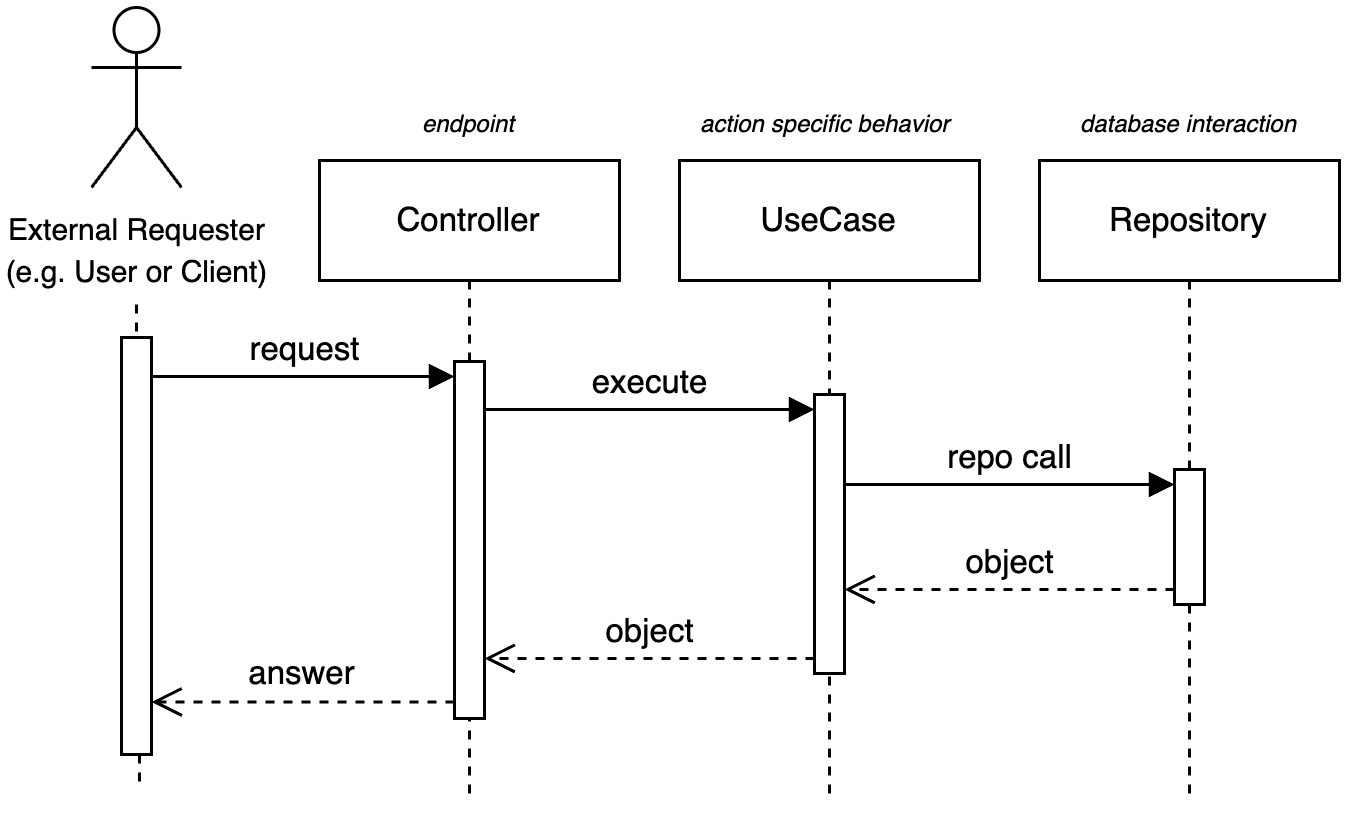 endpoint
action specific behavior
database interaction
Controller
UseCase
Repository
External Requester
(e.g. User or Client)
request
execute
repo call
object
object
answer